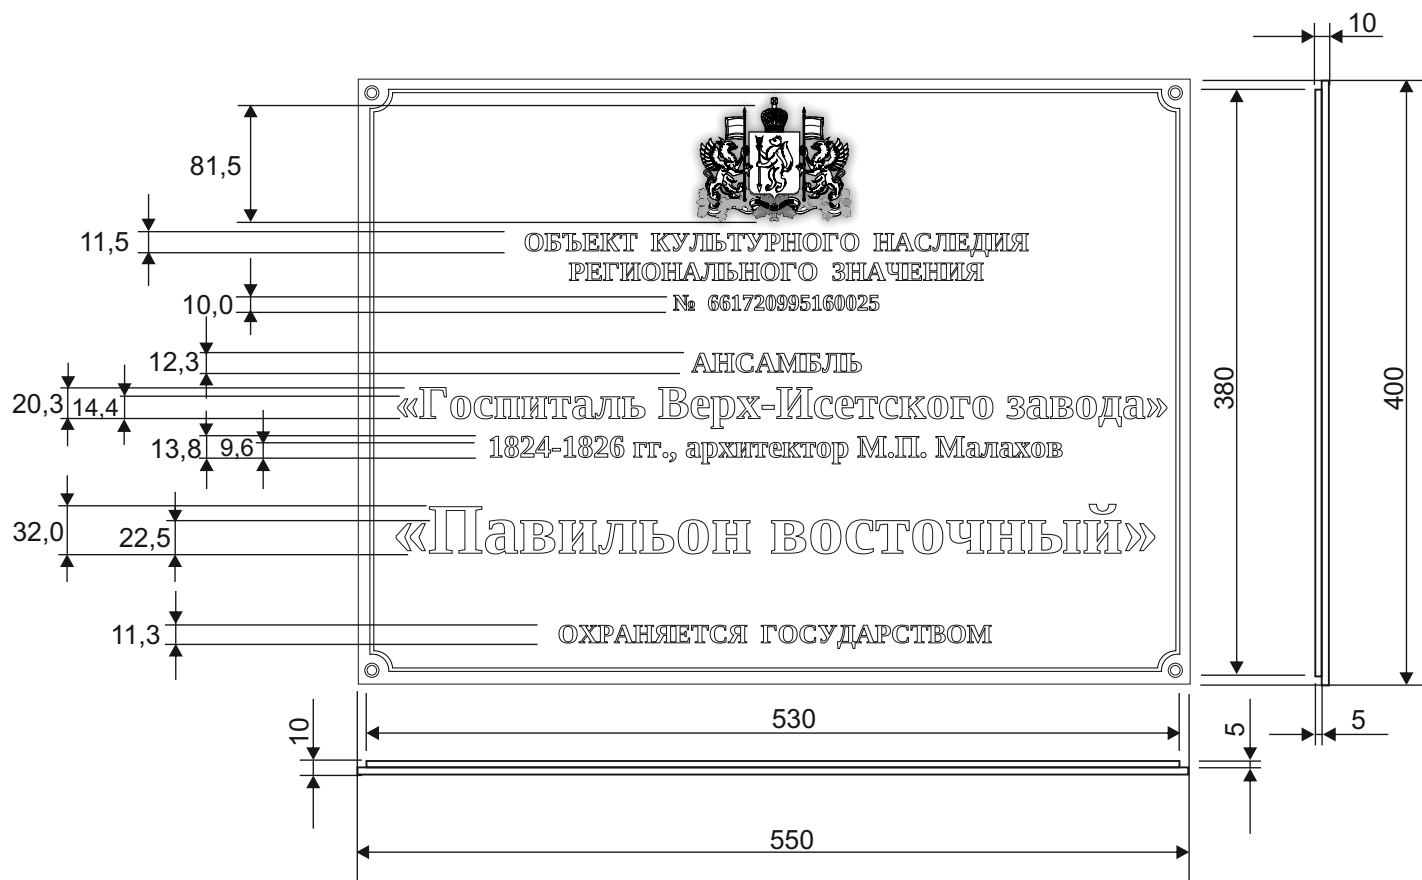 10
81,5
11,5
ОБЪЕКТ КУЛЬТУРНОГО НАСЛЕДИЯ
РЕГИОНАЛЬНОГО ЗНАЧЕНИЯ
10,0
№ 661720995160025
12,3
АНСАМБЛЬ
20,3
14,4
«Госпиталь Верх-Исетского завода»
13,8
9,6
1824-1826 гг., архитектор М.П. Малахов
32,0
22,5
«Павильон восточный»
11,3
ОХРАНЯЕТСЯ ГОСУДАРСТВОМ
380
400
10
530
5
5
550